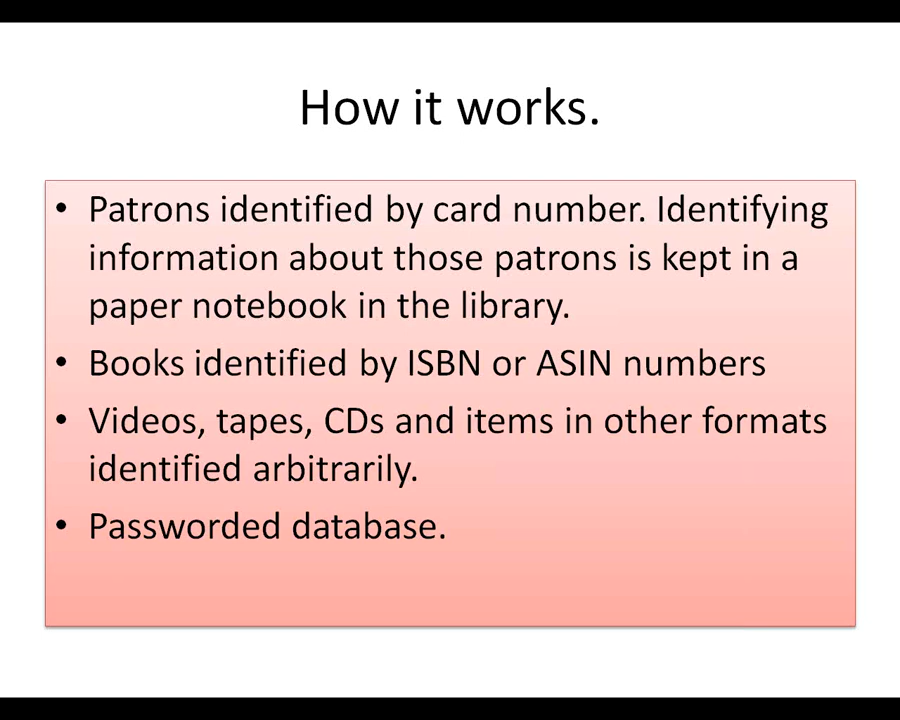 How it works.
• Patrons identified by card number. Identifying
information about those patrons is kept in a
paper notebook in the library.
• Books identified by ISBN or ASIN numbers
• Videos, tapes, CDs and items in other formats
identified arbitrarily.
• Passworded database.